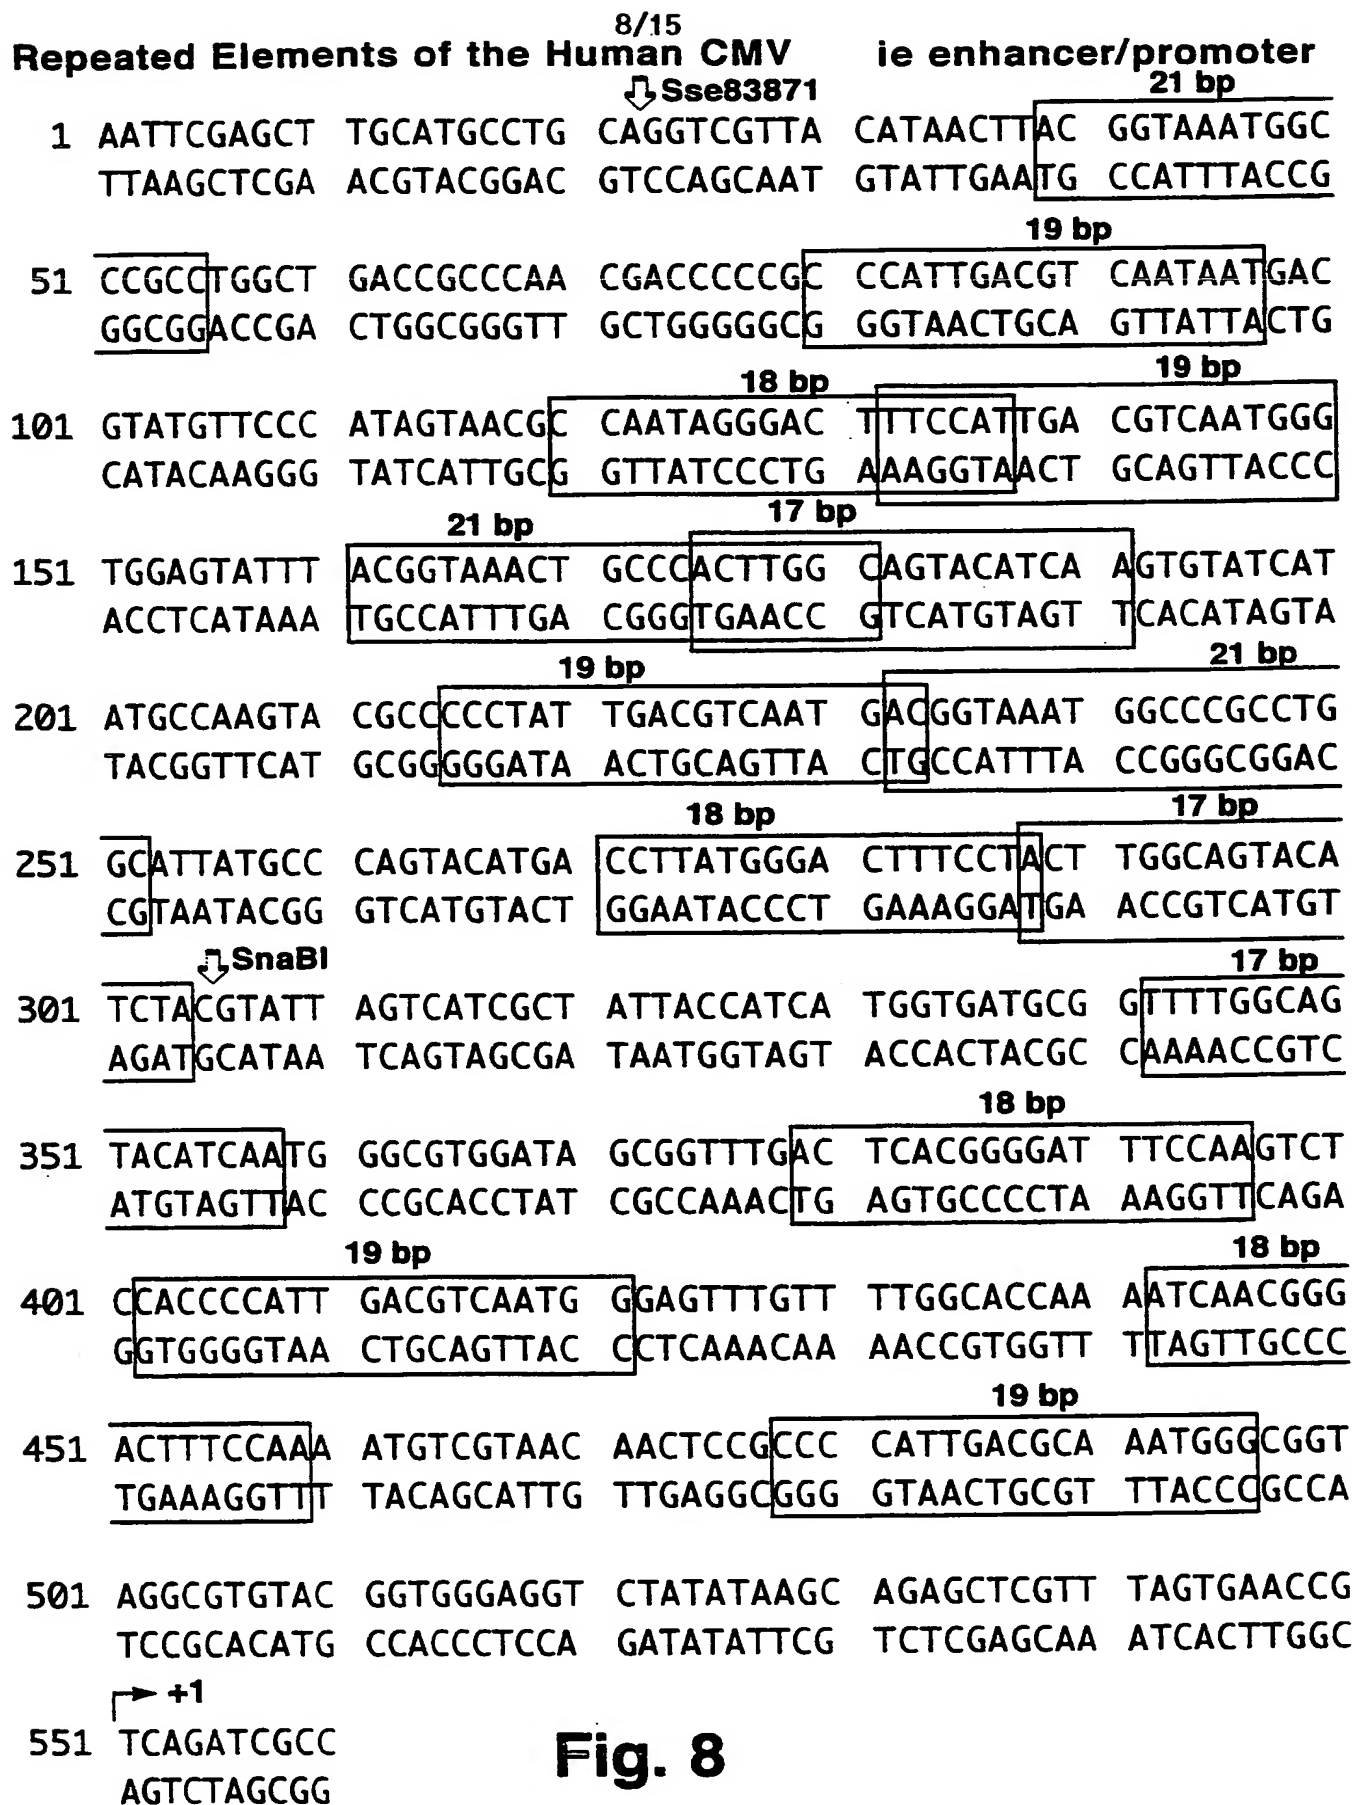 8/15
Repeated Elements of the Human CMV ie enhancer/promoter
Sse83871 21 bp
1 AATTCGAGCT TGCATGCCTG CAGGTCGTTA CATAACTTAC GGTAAATGGC
TTAAGCTCGA ACGTACGGAC GTCCAGCAAT GTATTGAATG CCATTTACCG
19 bp
51 CCGCCTGGCT GACCGCCCAA CGACCCCCGC CCATTGACGT CAATAATGAC
GGCGGACCGA CTGGCGGGTT GCTGGGGGCG GGTAACTGCA GTTATTACTG
18 bp 19 bp
101 GTATGTTCCC ATAGTAACGC CAATAGGGAC TTTCCATTGA CGTCAATGGG
CATACAAGGG TATCATTGCG GTTATCCCTG AAAGGTAACT GCAGTTACCC
21 bp 17 bp
151 TGGAGTATTT ACGGTAAACT GCCCACTTGG CAGTACATCA AGTGTATCAT
ACCTCATAAA TGCCATTTGA CGGGTGAACC GTCATGTAGT TCACATAGTA
19 bp 21 bp
201 ATGCCAAGTA CGCCCCCTAT TGACGTCAAT GACGGTAAAT GGCCCGCCTG
TACGGTTCAT GCGGGGGATA ACTGCAGTTA CTGCCATTTA CCGGGCGGAC
18 bp 17 bp
251 GCATTATGCC CAGTACATGA CCTTATGGGA CTTTCCTACT TGGCAGTACA
CGTAATACGG GTCATGTACT GGAATACCCT GAAAGGATGA ACCGTCATGT
SnaBI 17 bp
301 TCTACGTATT AGTCATCGCT ATTACCATCA TGGTGATGCG GTTTTGGCAG
AGATGCATAA TCAGTAGCGA TAATGGTAGT ACCACTACGC CAAAACCGTC
18 bp
351 TACATCAATG GGCGTGGATA GCGGTTTGAC TCACGGGGAT TTCCAAGTCT
ATGTAGTTAC CCGCACCTAT CGCCAAACTG AGTGCCCCTA AAGGTTCAGA
19 bp 18 bp
401 CCACCCCATT GACGTCAATG GGAGTTTGTT TTGGCACCAA AATCAACGGG
GGTGGGGTAA CTGCAGTTAC CCTCAAACAA AACCGTGGTT TTAGTTGCCC
19 bp
451 ACTTTCCAAA ATGTCGTAAC AACTCCGCCC CATTGACGCA AATGGGCGGT
TGAAAGGTTT TACAGCATTG TTGAGGCGGG GTAACTGCGT TTACCCGCCA
501 AGGCGTGTAC GGTGGGAGGT CTATATAAGC AGAGCTCGTT TAGTGAACCG
TCCGCACATG CCACCCTCCA GATATATTCG TCTCGAGCAA ATCACTTGGC
+1
551 TCAGATCGCC
AGTCTAGCGG
Fig. 8